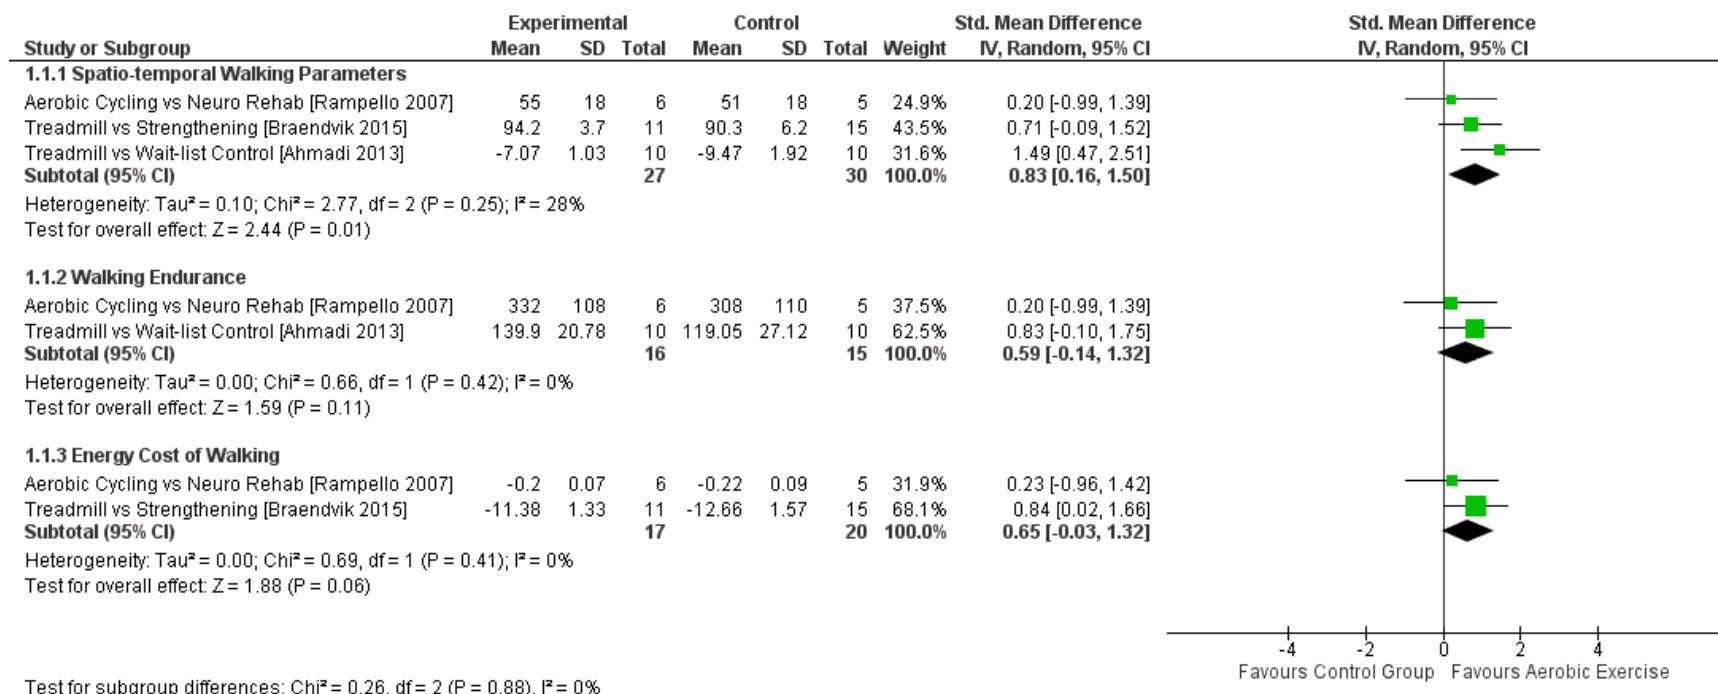 Experimental Control Std. Mean Difference Std. Mean Difference
Study or Subgroup Mean SD Total Mean SD Total Weight IV, Random, 95% CI IV, Random, 95% CI
1.1.1 Spatio-temporal Walking Parameters
Aerobic Cycling vs Neuro Rehab [Rampello 2007] 55 18 6 51 18 5 24.9% 0.20 [-0.99, 1.39]
Treadmill vs Strengthening [Braendvik 2015] 94.2 3.7 11 90.3 6.2 15 43.5% 0.71 [-0.09, 1.52]
Treadmill vs Wait-list Control [Ahmadi 2013] -7.07 1.03 10 -9.47 1.92 10 31.6% 1.49 [0.47, 2.51]
Subtotal (95% CI) 27 30 100.0% 0.83 [0.16, 1.50]
Heterogeneity: Tau² = 0.10; Chi² = 2.77, df = 2 (P = 0.25); I² = 28%
Test for overall effect: Z = 2.44 (P = 0.01)
1.1.2 Walking Endurance
Aerobic Cycling vs Neuro Rehab [Rampello 2007] 332 108 6 308 110 5 37.5% 0.20 [-0.99, 1.39]
Treadmill vs Wait-list Control [Ahmadi 2013] 139.9 20.78 10 119.05 27.12 10 62.5% 0.83 [-0.10, 1.75]
Subtotal (95% CI) 16 15 100.0% 0.59 [-0.14, 1.32]
Heterogeneity: Tau² = 0.00; Chi² = 0.66, df = 1 (P = 0.42); I² = 0%
Test for overall effect: Z = 1.59 (P = 0.11)
1.1.3 Energy Cost of Walking
Aerobic Cycling vs Neuro Rehab [Rampello 2007] -0.2 0.07 6 -0.22 0.09 5 31.9% 0.23 [-0.96, 1.42]
Treadmill vs Strengthening [Braendvik 2015] -11.38 1.33 11 -12.66 1.57 15 68.1% 0.84 [0.02, 1.66]
Subtotal (95% CI) 17 20 100.0% 0.65 [-0.03, 1.32]
Heterogeneity: Tau² = 0.00; Chi² = 0.69, df = 1 (P = 0.41); I² = 0%
Test for overall effect: Z = 1.88 (P = 0.06)
-4 -2 0 2 4
Favours Control Group Favours Aerobic Exercise
Test for subgroup differences: Chi² = 0.26, df = 2 (P = 0.88), I² = 0%